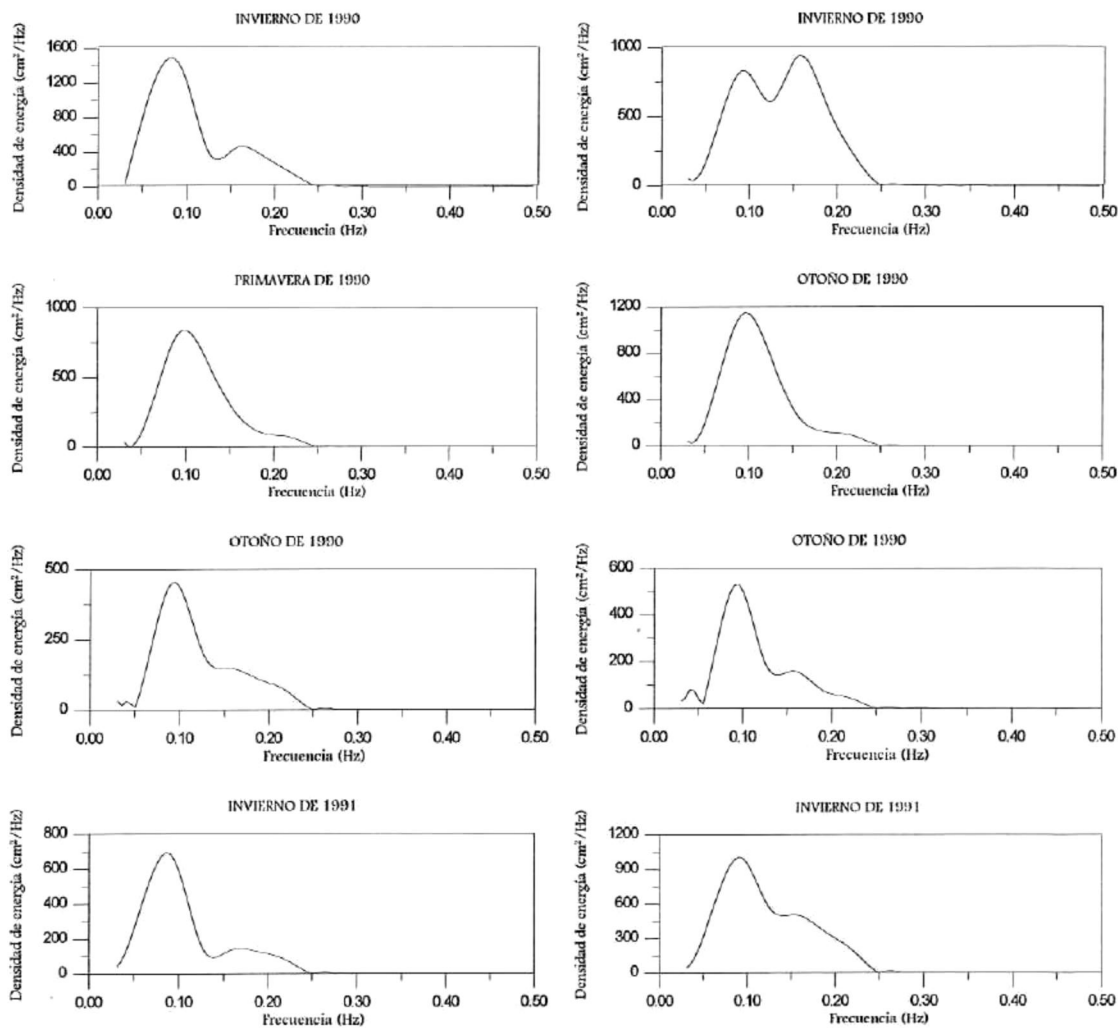 INVIERNO DE 1990
Densidad de energía (cm²/Hz)
1600
1200
800
400
0
0.00 0.10 0.20 0.30 0.40 0.50
Frecuencia (Hz)
INVIERNO DE 1990
Densidad de energía (cm²/Hz)
1000
500
0
0.00 0.10 0.20 0.30 0.40 0.50
Frecuencia (Hz)
PRIMAVERA DE 1990
Densidad de energía (cm²/Hz)
1000
500
0
0.00 0.10 0.20 0.30 0.40 0.50
Frecuencia (Hz)
OTOÑO DE 1990
Densidad de energía (cm²/Hz)
1200
800
400
0
0.00 0.10 0.20 0.30 0.40 0.50
Frecuencia (Hz)
OTOÑO DE 1990
Densidad de energía (cm²/Hz)
500
250
0
0.00 0.10 0.20 0.30 0.40 0.50
Frecuencia (Hz)
OTOÑO DE 1990
Densidad de energía (cm²/Hz)
600
400
200
0
0.00 0.10 0.20 0.30 0.40 0.50
Frecuencia (Hz)
INVIERNO DE 1991
Densidad de energía (cm²/Hz)
800
600
400
200
0
0.00 0.10 0.20 0.30 0.40 0.50
Frecuencia (Hz)
INVIERNO DE 1991
Densidad de energía (cm²/Hz)
1200
900
600
300
0
0.00 0.10 0.20 0.30 0.40 0.50
Frecuencia (Hz)